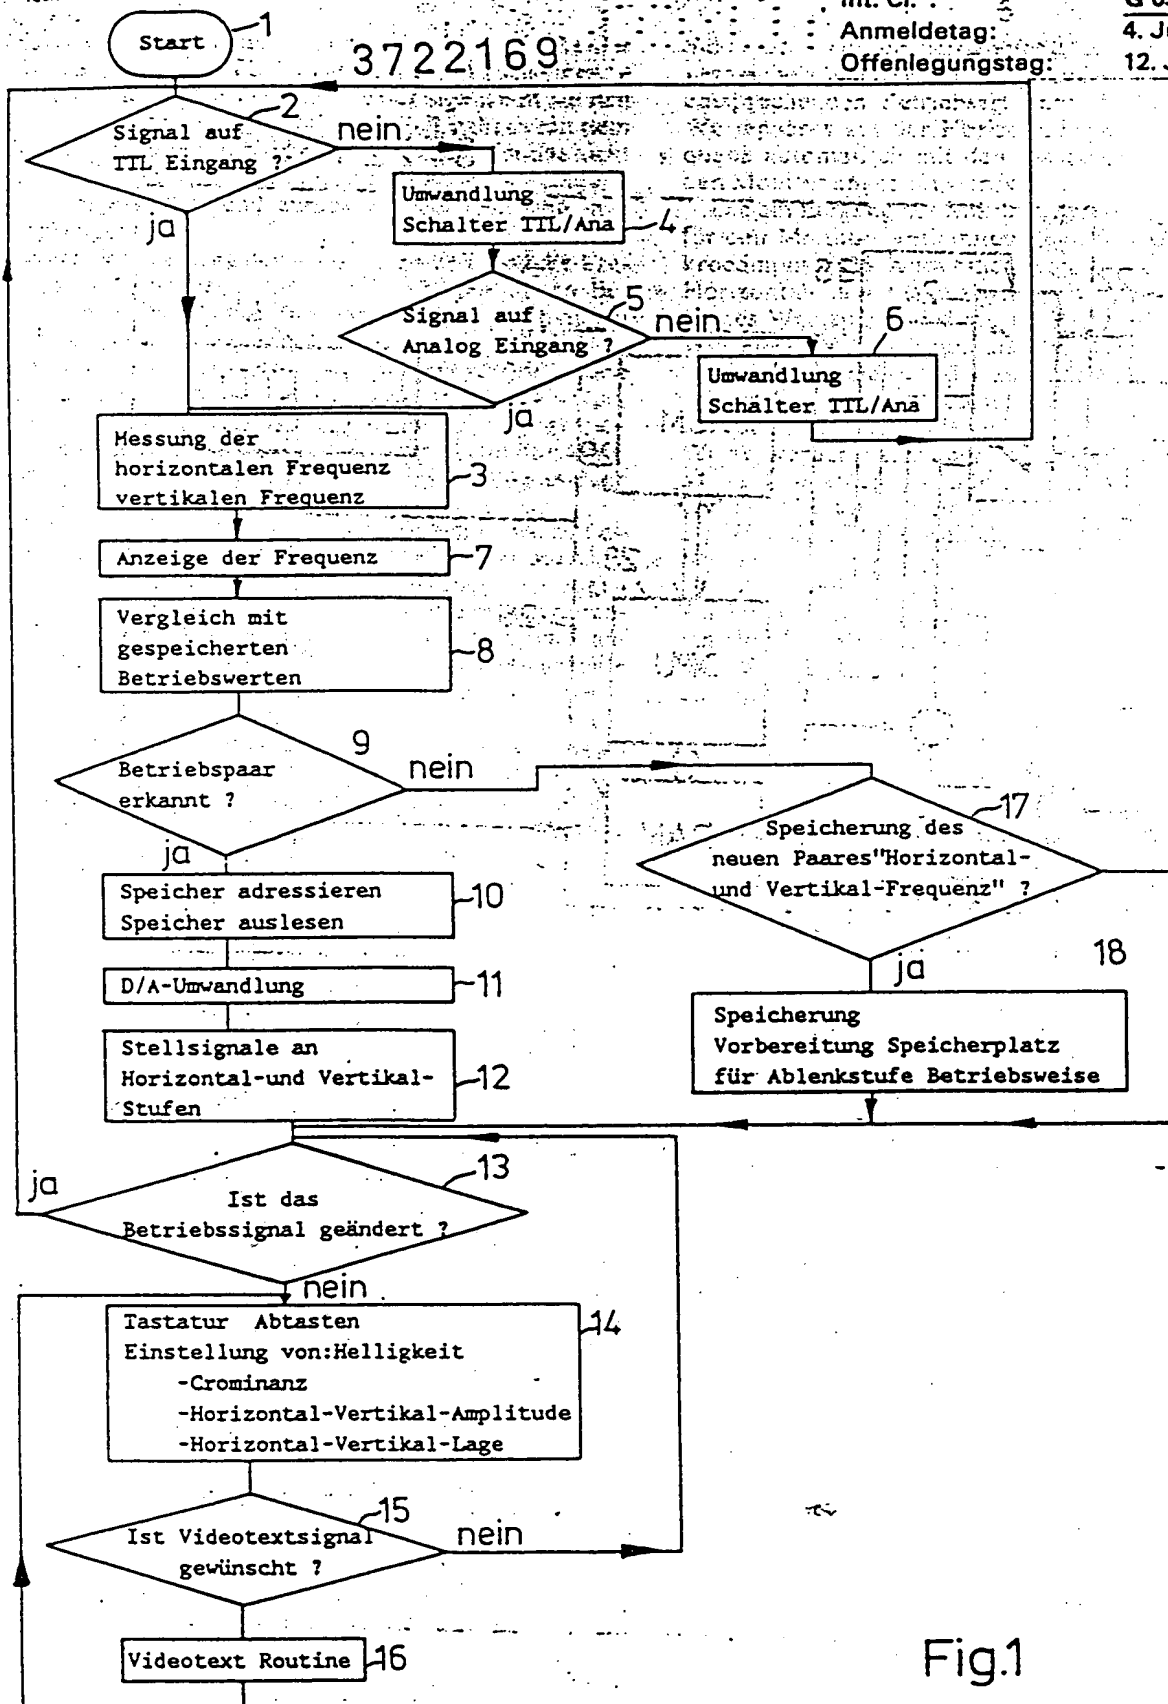 Int. Cl.
Start
1
3722169
Anmeldetag:
4. J
Offenlegungstag:
12. J
2
Signal auf
TTL Eingang ?
nein
ja
Umwandlung
Schalter TTL/Ana
4
Signal auf
Analog Eingang ?
5
nein
6
Umwandlung
Schalter TTL/Ana
ja
Messung der
horizontalen Frequenz
vertikalen Frequenz
3
Anzeige der Frequenz
7
Vergleich mit
gespeicherten
Betriebswerten
8
9
Betriebspaar
erkannt ?
nein
ja
17
Speicherung des
neuen Paares"Horizontal-
und Vertikal-Frequenz" ?
Speicher adressieren
Speicher auslesen
10
ja
18
D/A-Umwandlung
11
Speicherung
Vorbereitung Speicherplatz
für Ablenkstufe Betriebsweise
Stellsignale an
Horizontal-und Vertikal-
Stufen
12
13
ja
Ist das
Betriebssignal geändert ?
nein
Tastatur Abtasten
Einstellung von:Helligkeit
-Crominanz
-Horizontal-Vertikal-Amplitude
-Horizontal-Vertikal-Lage
14
15
Ist Videotextsignal
gewünscht ?
nein
Videotext Routine
16
Fig.1